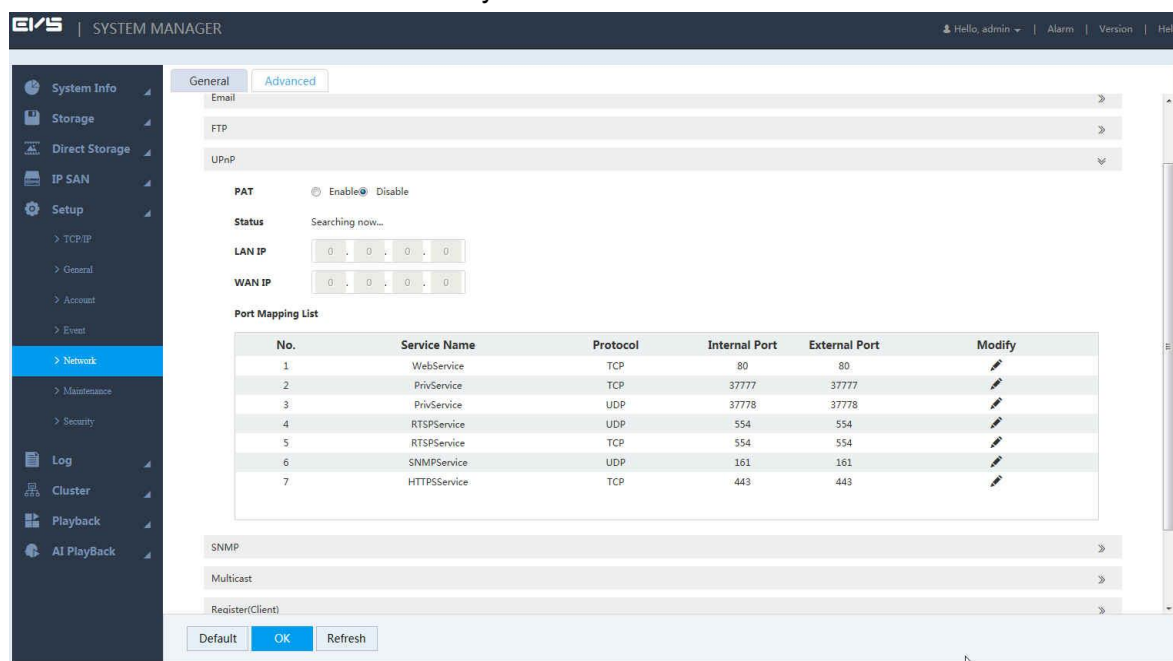 EVS | SYSTEM MANAGER
Hello, admin | Alarm | Version | Hel
System Info
Storage
Direct Storage
IP SAN
Setup
> TCP/IP
> General
> Account
> Event
> Network
> Maintenance
> Security
Log
Cluster
Playback
AI PlayBack
General Advanced
Email
FTP
UPnP
PAT Enable Disable
Status Searching now...
LAN IP 0 . 0 . 0 . 0
WAN IP 0 . 0 . 0 . 0
Port Mapping List
No. Service Name Protocol Internal Port External Port Modify
1 WebService TCP 80 80
2 PrivService TCP 37777 37777
3 PrivService UDP 37778 37778
4 RTSPService UDP 554 554
5 RTSPService TCP 554 554
6 SNMPService UDP 161 161
7 HTTPSService TCP 443 443
SNMP
Multicast
Register(Client)
Default OK Refresh